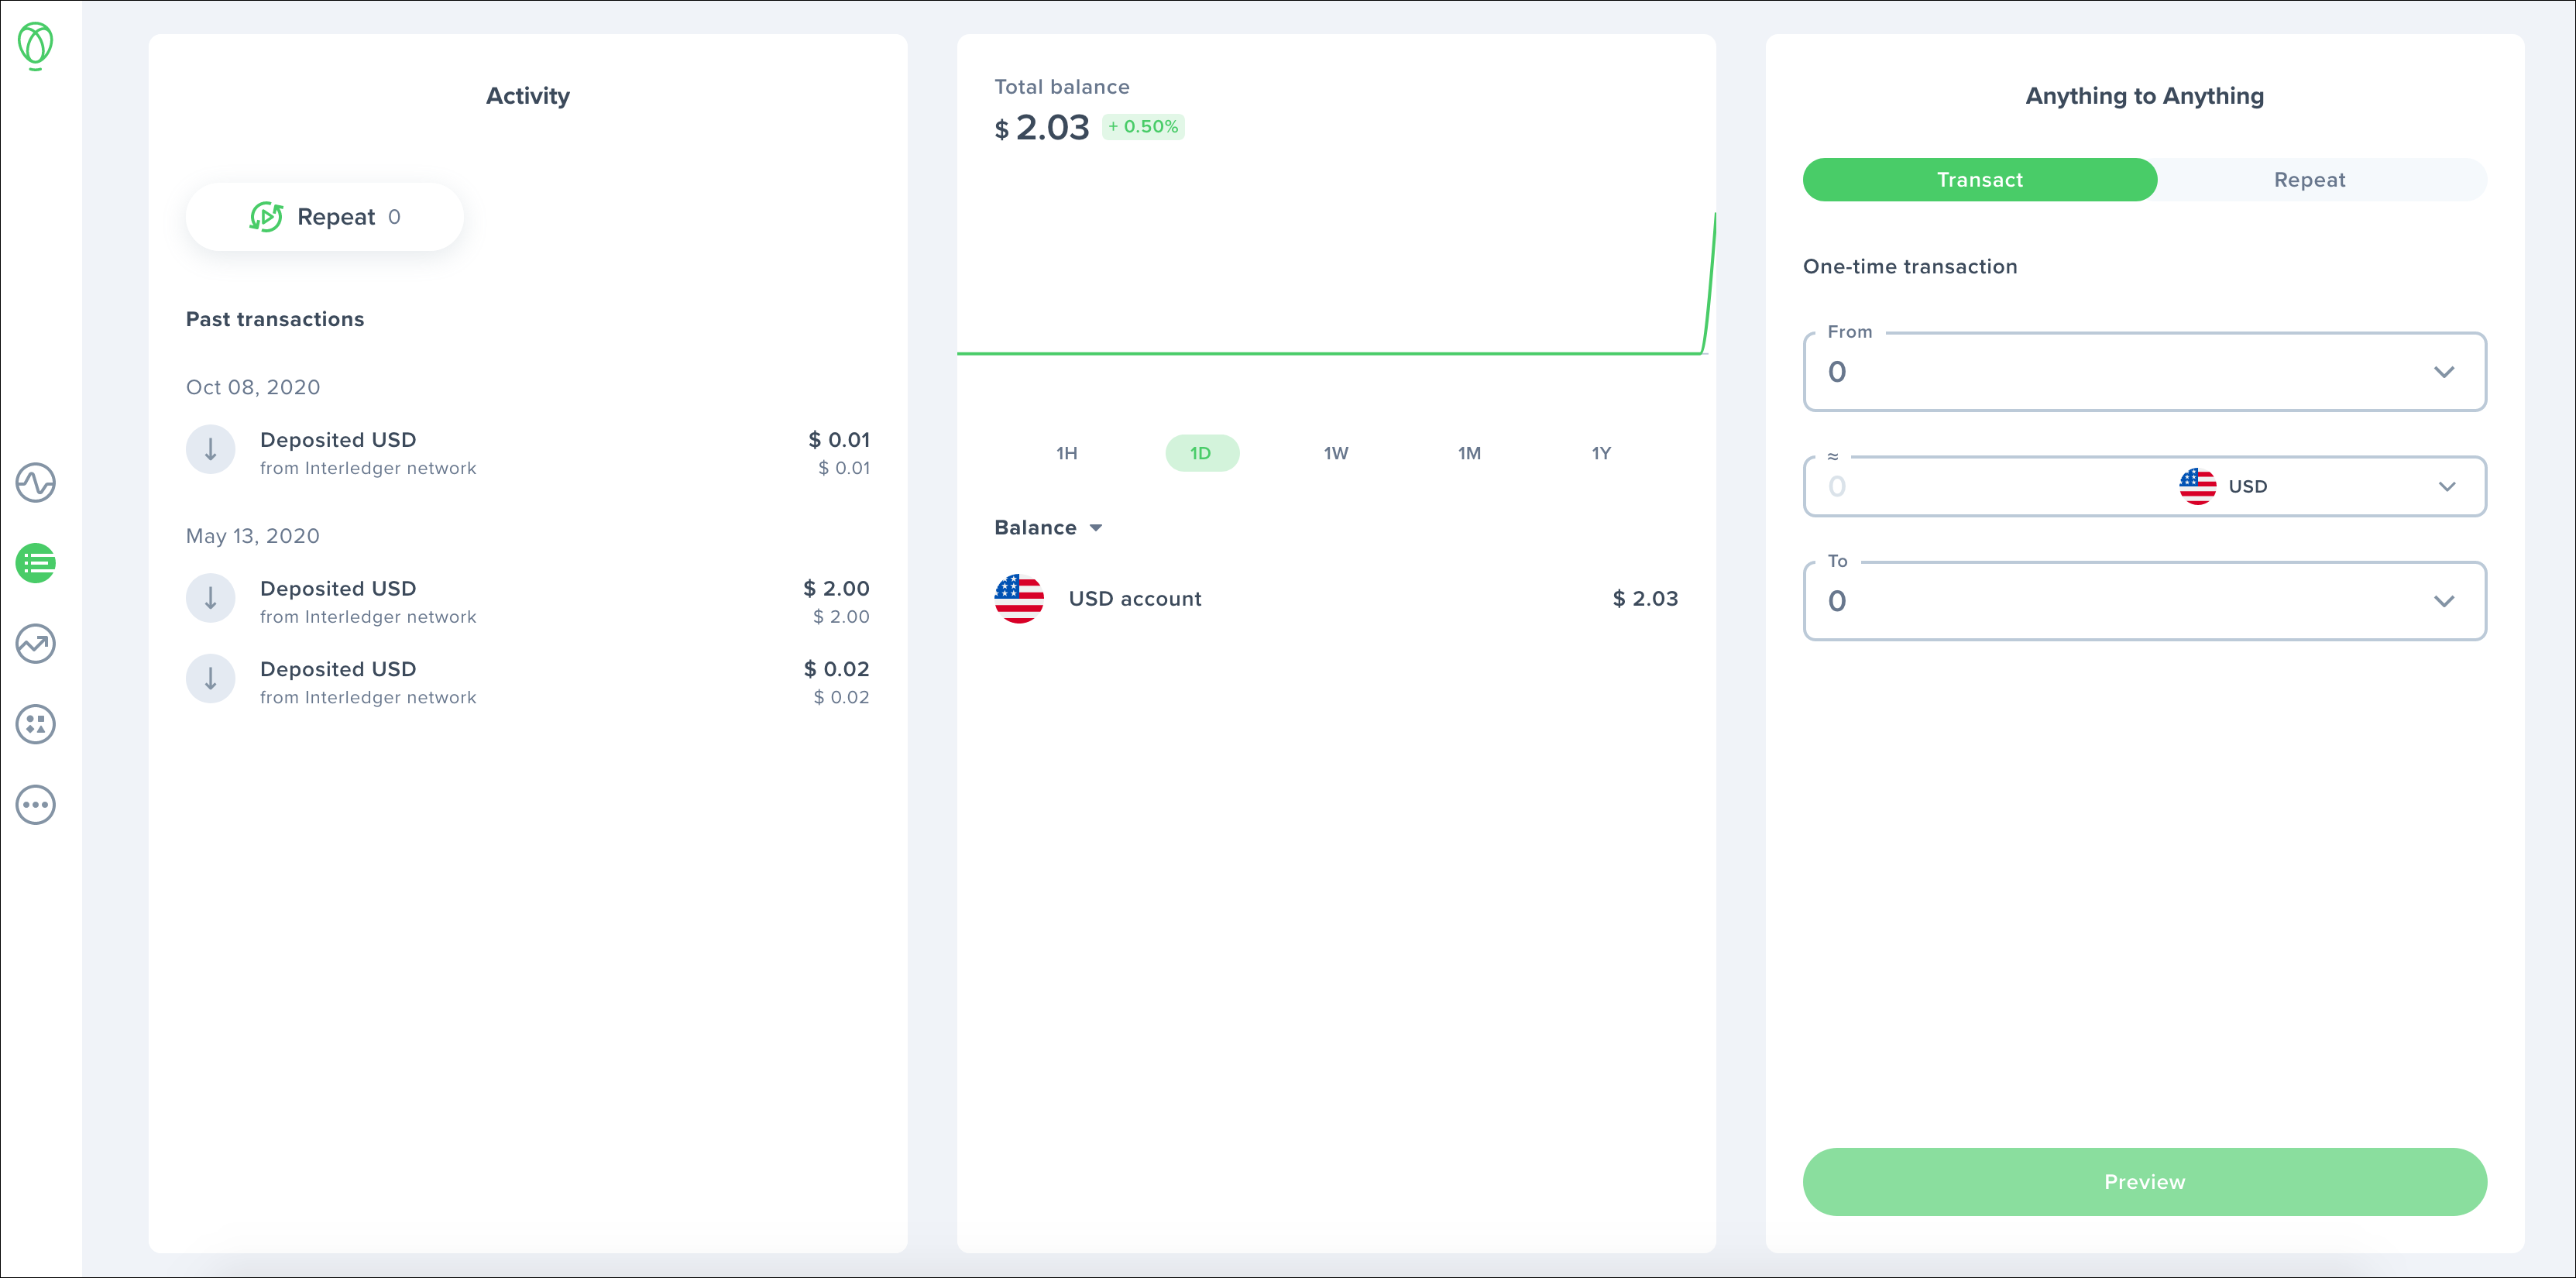 Activity
Repeat 0
Past transactions
Oct 08, 2020
Deposited USD $ 0.01
from Interledger network $ 0.01
May 13, 2020
Deposited USD $ 2.00
from Interledger network $ 2.00
Deposited USD $ 0.02
from Interledger network $ 0.02
Total balance
$ 2.03 + 0.50%
1H 1D 1W 1M 1Y
Balance
USD account $ 2.03
Anything to Anything
Transact Repeat
One-time transaction
From
0
≈
0 USD
To
0
Preview